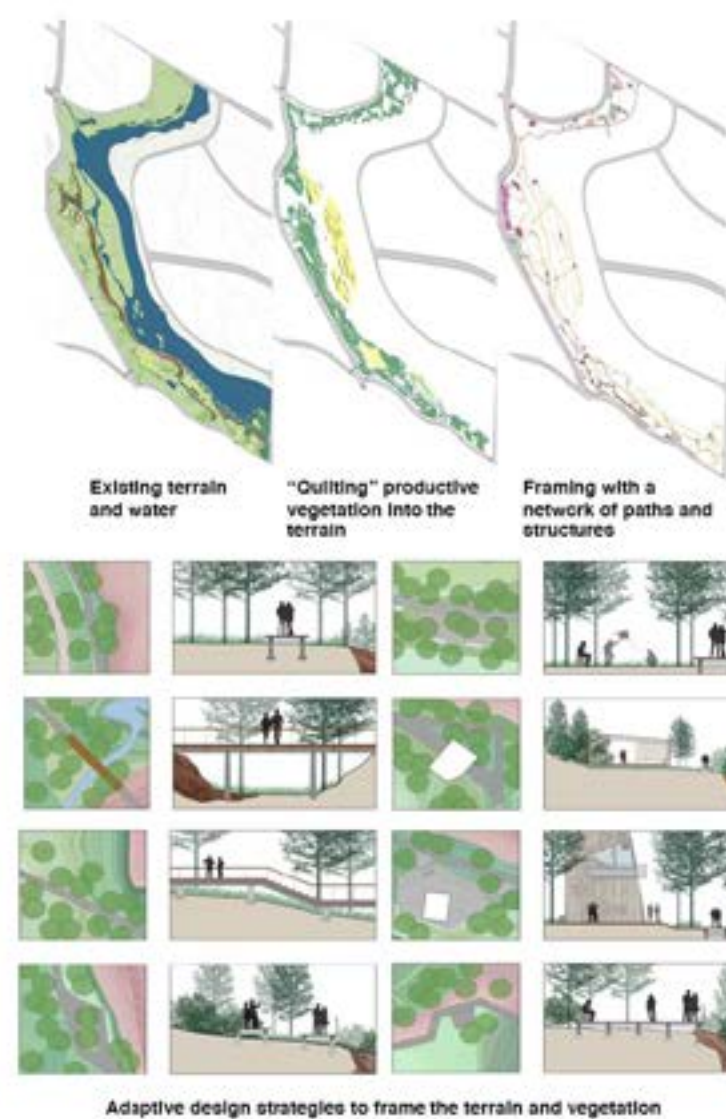 Existing terrain
and water
"Quilting" productive
vegetation into the
terrain
Framing with a
network of paths and
structures
Adaptive design strategies to frame the terrain and vegetation